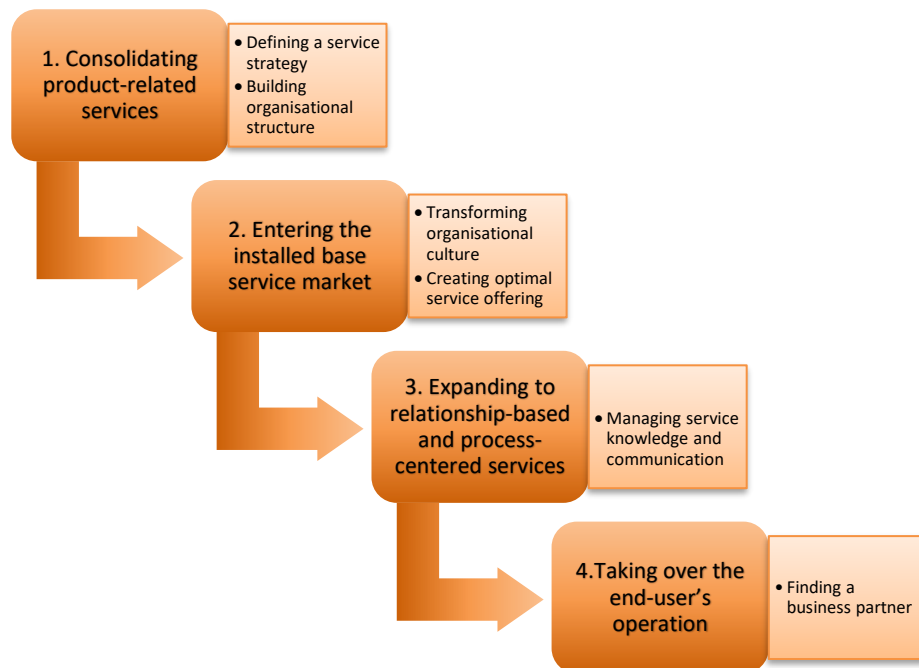 1. Consolidating
product-related
services
• Defining a service
strategy
• Building
organisational
structure
2. Entering the
installed base
service market
• Transforming
organisational
culture
• Creating optimal
service offering
3. Expanding to
relationship-based
and process-
centered services
• Managing service
knowledge and
communication
4.Taking over the
end-user's
operation
• Finding a
business partner